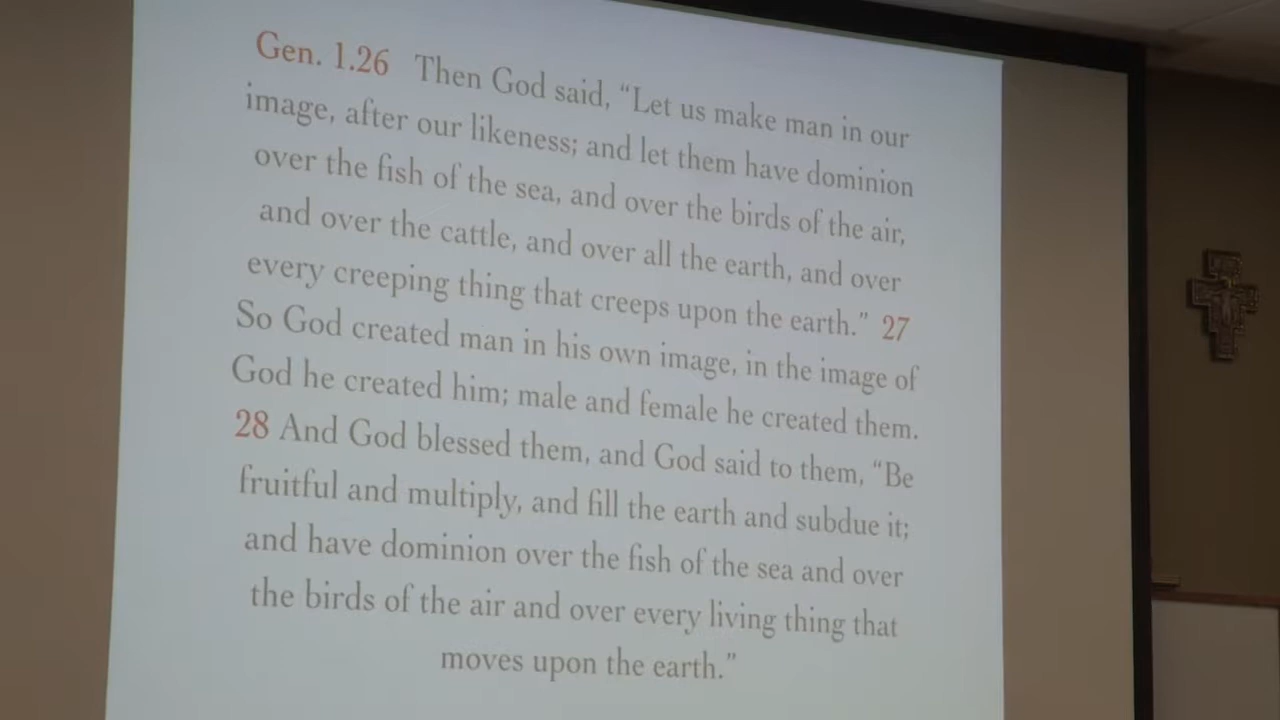 Gen. 1.26 Then God said, “Let us make man in our
image, after our likeness; and let them have dominion
over the fish of the sea, and over the birds of the air,
and over the cattle, and over all the earth, and over
every creeping thing that creeps upon the earth.” 27
So God created man in his own image, in the image of
God he created him; male and female he created them.
28 And God blessed them, and God said to them, “Be
fruitful and multiply, and fill the earth and subdue it;
and have dominion over the fish of the sea and over
the birds of the air and over every living thing that
moves upon the earth.”